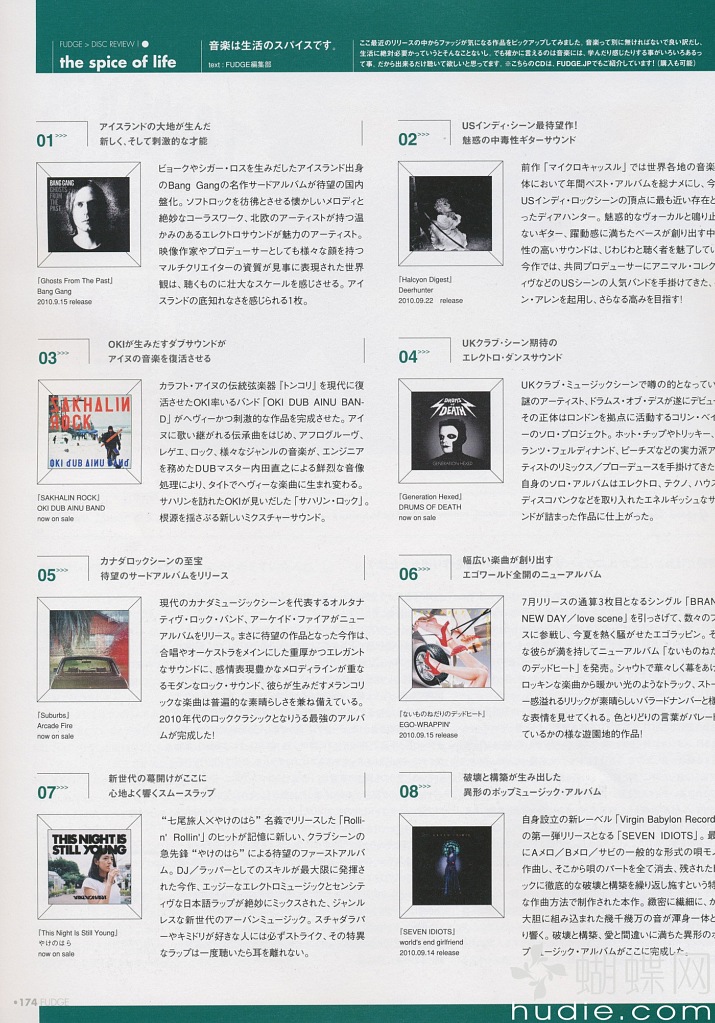 FUDGE > DISC REVIEW |
the spice of life
音楽は生活のスパイスです。
text : FUDGE編集部
ここ最近のリリースの中からファッジが気になる作品をピックアップしてみました。音楽って別に無ければないで良い訳だし、
生活に絶対必要かっていうとそんなことないし。でも確かに言えるのは音楽には、学んだり感じたりする事がいろいろあるっ
て事。だから出来るだけ聴いて欲しいと思ってます。※こちらのCDは、FUDGE.JPでもご紹介しています!(購入も可能)
01>>>
アイスランドの大地が生んだ
新しく、そして刺激的な才能
BANG GANG
GHOSTS
FROM THE
PAST
「Ghosts From The Past」
Bang Gang
2010.9.15 release
ビョークやシガー・ロスを生みだしたアイスランド出身
のBang Gangの名作サードアルバムが待望の国内
盤化。ソフトロックを彷彿とさせる懐かしいメロディと
絶妙なコーラスワーク、北欧のアーティストが持つ温
かみのあるエレクトロサウンドが魅力のアーティスト。
映像作家やプロデューサーとしても様々な顔を持つ
マルチクリエイターの資質が見事に表現された世界
観は、聴くものに壮大なスケールを感じさせる。アイ
スランドの底知れなさを感じられる1枚。
02>>>
USインディ・シーン最待望作!
魅惑の中毒性ギターサウンド
「Halcyon Digest」
Deerhunter
2010.09.22 release
前作「マイクロキャッスル」では世界各地の音楽
体において年間ベスト・アルバムを総ナメにし、今
USインディ・ロックシーンの頂点に最も近い存在と
ったディアハンター。魅惑的なヴォーカルと鳴り止
ないギター、躍動感に満ちたベースが創り出す中
性の高いサウンドは、じわじわと聴く者を魅了してい
今作では、共同プロデューサーにアニマル・コレク
ィヴなどのUSシーンの人気バンドを手掛けてきた、
ン・アレンを起用し、さらなる高みを目指す!
03>>>
OKIが生みだすダブサウンドが
アイヌの音楽を復活させる
SAKHALIN
ROCK
OKI DUB AINU BAND
「SAKHALIN ROCK」
OKI DUB AINU BAND
now on sale
カラフト・アイヌの伝統弦楽器「トンコリ」を現代に復
活させたOKI率いるバンド「OKI DUB AINU BAN-
D」がヘヴィーかつ刺激的な作品を完成させた。アイ
ヌに歌い継がれる伝承曲をはじめ、アフログルーヴ、
レゲエ、ロック、様々なジャンルの音楽が、エンジニア
を務めたDUBマスター内田直之による鮮烈な音像
処理により、タイトでヘヴィーな楽曲に生まれ変わる。
サハリンを訪れたOKIが見いだした「サハリン・ロック」。
根源を揺さぶる新しいミクスチャーサウンド。
04>>>
UKクラブ・シーン期待の
エレクトロ・ダンスサウンド
DRUMS OF
DEATH
GENERATION HEXED
「Generation Hexed」
DRUMS OF DEATH
now on sale
UKクラブ・ミュージックシーンで噂の的となってい
謎のアーティスト、ドラムス・オブ・デスが遂にデビュー
その正体はロンドンを拠点に活動するコリン・ベイ
ーのソロ・プロジェクト。ホット・チップやトリッキー、
ランツ・フェルディナンド、ピーチズなどの実力派ア
ティストのリミックス/プローデュースを手掛けてきた
自身のソロ・アルバムはエレクトロ、テクノ、ハウス
ディスコパンクなどを取り入れたエネルギッシュなサ
ンドが詰まった作品に仕上がった。
05>>>
カナダロックシーンの至宝
待望のサードアルバムをリリース
「Suburbs」
Arcade Fire
now on sale
現代のカナダミュージックシーンを代表するオルタナ
ティヴ・ロック・バンド、アーケイド・ファイアがニュー
アルバムをリリース。まさに待望の作品となった今作は、
合唱やオーケストラをメインにした重厚かつエレガント
なサウンドに、感情表現豊かなメロディラインが重な
るモダンなロック・サウンド、彼らが生みだすメランコリ
ックな楽曲は普遍的な素晴らしさを兼ね備えている。
2010年代のロッククラシックとなりうる最強のアルバ
ムが完成した!
06>>>
幅広い楽曲が創り出す
エゴワールド全開のニューアルバム
「ないものねだりのデッドヒート」
EGO-WRAPPIN'
2010.09.15 release
7月リリースの通算3枚目となるシングル「BRAN
NEW DAY/love scene」を引っさげて、数々のフ
スに参戦し、今夏を熱く騒がせたエゴラッピン。そ
な彼らが満を持してニューアルバム「ないものねだ
のデッドヒート」を発売。シャウトで華々しく幕をあけ
ロッキンな楽曲から暖かい光のようなトラック、スト
ー感溢れるリリックが素晴らしいバラードナンバーと様
な表情を見せてくれる。色とりどりの言葉がパレー
ているかの様な遊園地的作品!
07>>>
新世代の幕開けがここに
心地よく響くスムースラップ
THIS NIGHT IS
STILL YOUNG
YAKENOHARA
「This Night Is Still Young」
やけのはら
now on sale
“七尾旅人×やけのはら”名義でリリースした「Rolli-
n' Rollin'」のヒットが記憶に新しい、クラブシーンの
急先鋒“やけのはら”による待望のファーストアルバ
ム。DJ/ラッパーとしてのスキルが最大限に発揮さ
れた今作、エッジーなエレクトロミュージックとセンシテ
ィヴな日本語ラップが絶妙にミックスされた、ジャンル
レスな新世代のアーバンミュージック。スチャダラパ
ーやキミドリが好きな人には必ずストライク、その特異
なラップは一度聴いたら耳を離れない。
08>>>
破壊と構築が生み出した
異形のポップミュージック・アルバム
SEVEN IDIOTS
「SEVEN IDIOTS」
world's end girlfriend
2010.09.14 release
自身設立の新レーベル「Virgin Babylon Record
の第一弾リリースとなる「SEVEN IDIOTS」。最
にAメロ/Bメロ/サビの一般的な形式の唄モノ
作曲し、そこから唄のパートを全て消去、残された
ックに徹底的な破壊と構築を繰り返し施すという特
な作曲方法で制作された本作。緻密に繊細に、か
大胆に組み込まれた幾千幾万の音が渾身一体と
り響く。破壊と構築、愛と間違いに満ちた異形のポ
プミュージック・アルバムがここに完成した。
•174 FUDGE
蝴蝶网
hudie.com